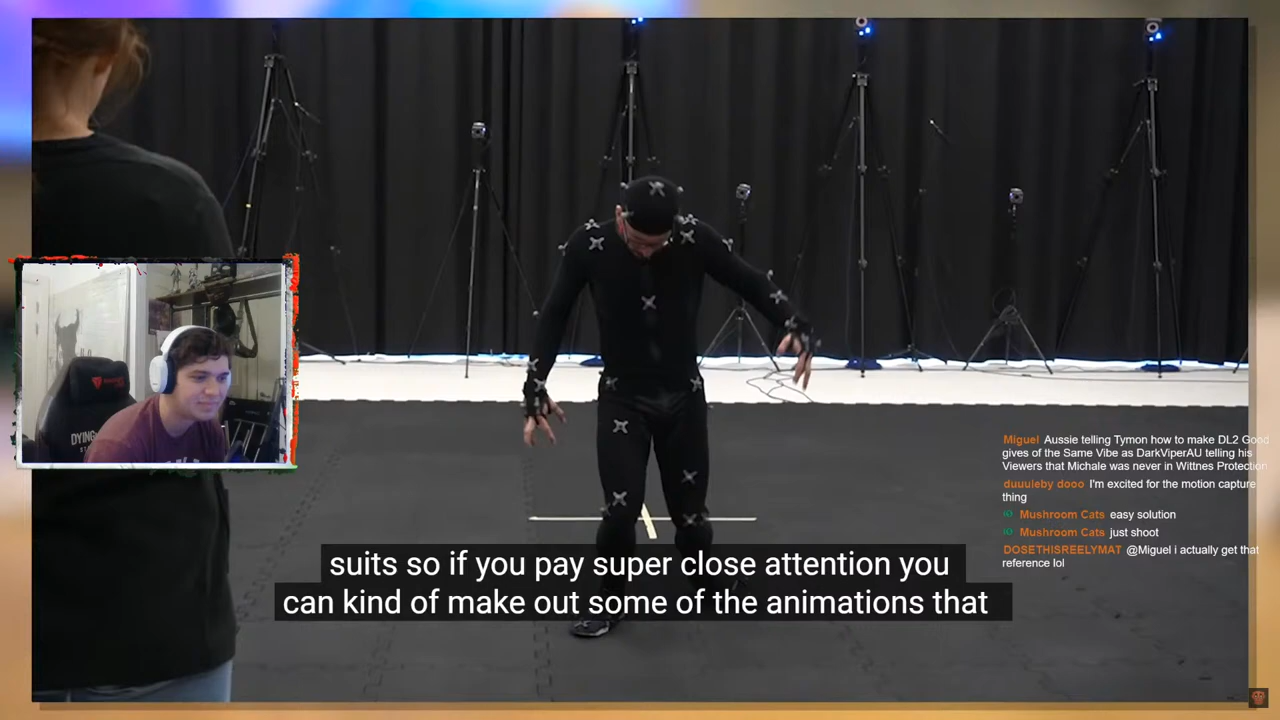 DYING
Miguel Aussie telling Tymon how to make DL2 Good
gives of the Same Vibe as DarkViperAU telling his
Viewers that Michale was never in Wittnes Protection
duuuieby dooo I'm excited for the motion capture
thing
Mushroom Cats easy solution
Mushroom Cats just shoot
DOSETHISREELYMAT @Miguel i actually get that
reference lol
suits so if you pay super close attention you
can kind of make out some of the animations that